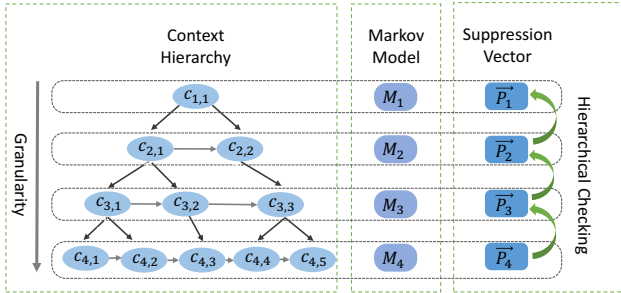 Context
Hierarchy
Markov
Model
Suppression
Vector
Granularity
c₁,₁
M₁
P₁→
c₂,₁ c₂,₂
M₂
P₂→
c₃,₁ c₃,₂ c₃,₃
M₃
P₃→
c₄,₁ c₄,₂ c₄,₃ c₄,₄ c₄,₅
M₄
P₄→
Hierarchical Checking